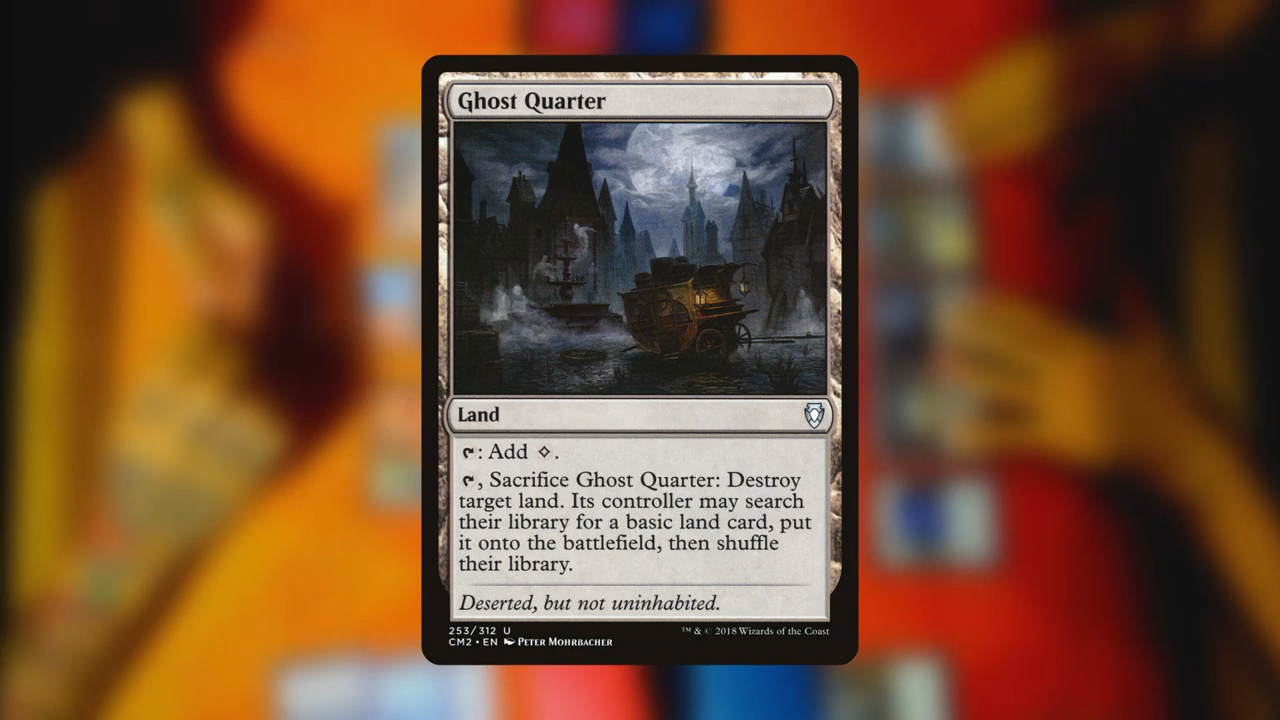 Ghost Quarter
Land
: Add .
, Sacrifice Ghost Quarter: Destroy
target land. Its controller may search
their library for a basic land card, put
it onto the battlefield, then shuffle
their library.
Deserted, but not uninhabited.
253/312 U
™ & © 2018 Wizards of the Coast
CM2 • EN Peter Mohrbacher